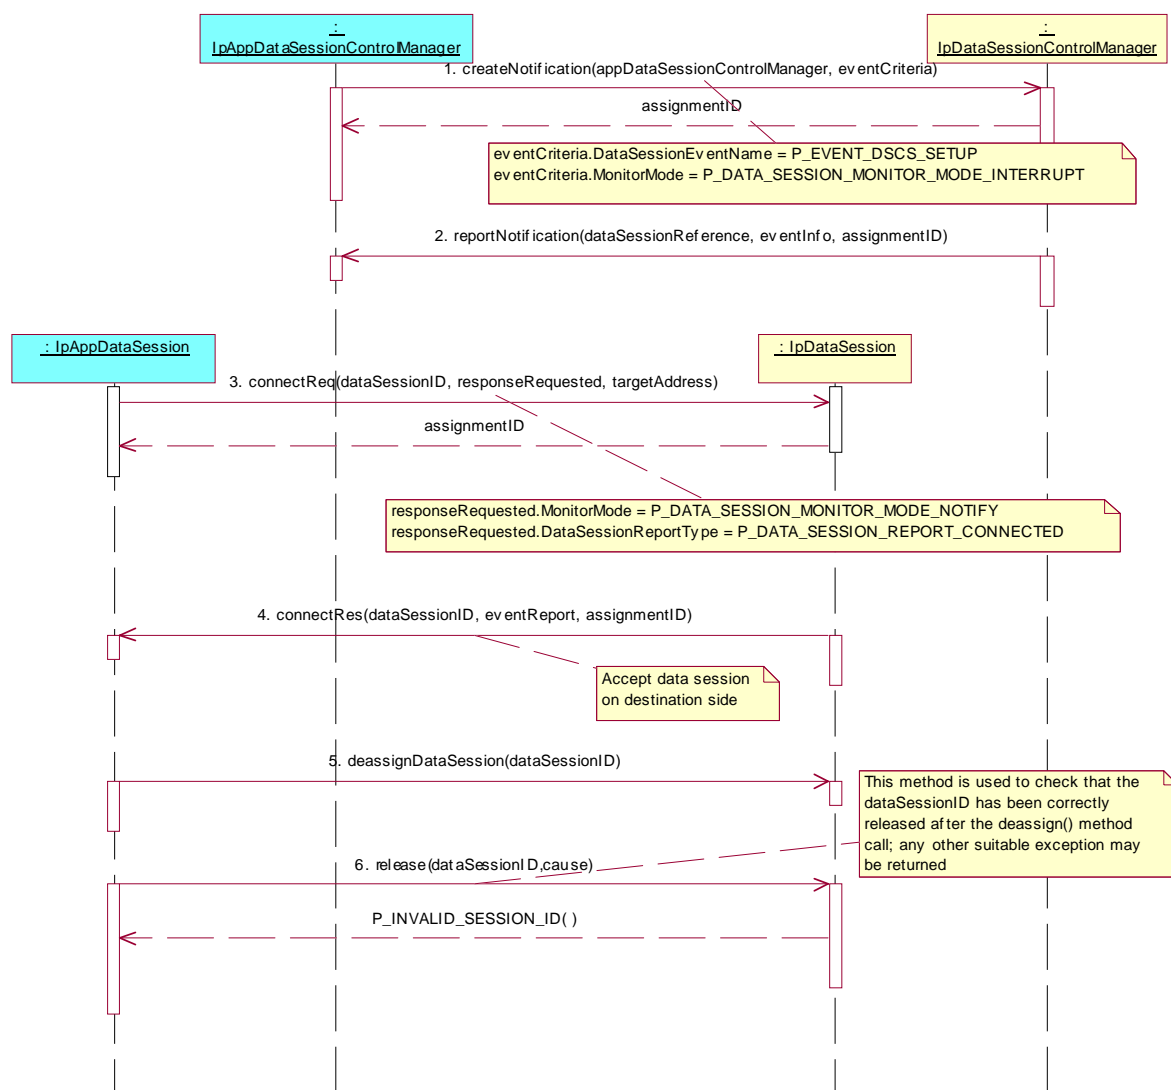 :
IpAppDataSessionControlManager
:
IpDataSessionControlManager
1. createNotification(appDataSessionControlManager, eventCriteria)
assignmentID
eventCriteria.DataSessionEventName = P_EVENT_DSCS_SETUP
eventCriteria.MonitorMode = P_DATA_SESSION_MONITOR_MODE_INTERRUPT
2. reportNotification(dataSessionReference, eventInfo, assignmentID)
: IpAppDataSession
: IpDataSession
3. connectReq(dataSessionID, responseRequested, targetAddress)
assignmentID
responseRequested.MonitorMode = P_DATA_SESSION_MONITOR_MODE_NOTIFY
responseRequested.DataSessionReportType = P_DATA_SESSION_REPORT_CONNECTED
4. connectRes(dataSessionID, eventReport, assignmentID)
Accept data session
on destination side
5. deassignDataSession(dataSessionID)
This method is used to check that the
dataSessionID has been correctly
released after the deassign() method
call; any other suitable exception may
be returned
6. release(dataSessionID,cause)
P_INVALID_SESSION_ID( )